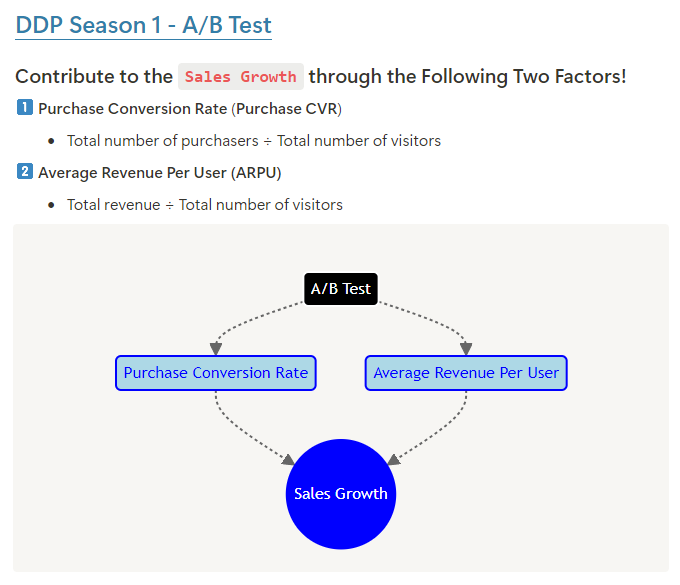 DDP Season 1 - A/B Test
Contribute to the Sales Growth through the Following Two Factors!
1 Purchase Conversion Rate (Purchase CVR)
• Total number of purchasers ÷ Total number of visitors
2 Average Revenue Per User (ARPU)
• Total revenue ÷ Total number of visitors
A/B Test
Purchase Conversion Rate
Average Revenue Per User
Sales Growth